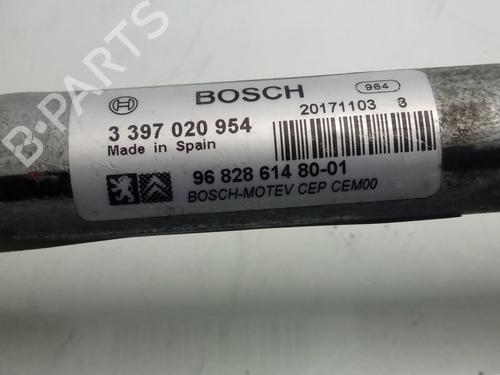 BOSCH
964
3 397 020 954
20171103 8
Made in Spain
96 828 614 80-01
BOSCH-MOTEV CEP CEM00
B-PARTS